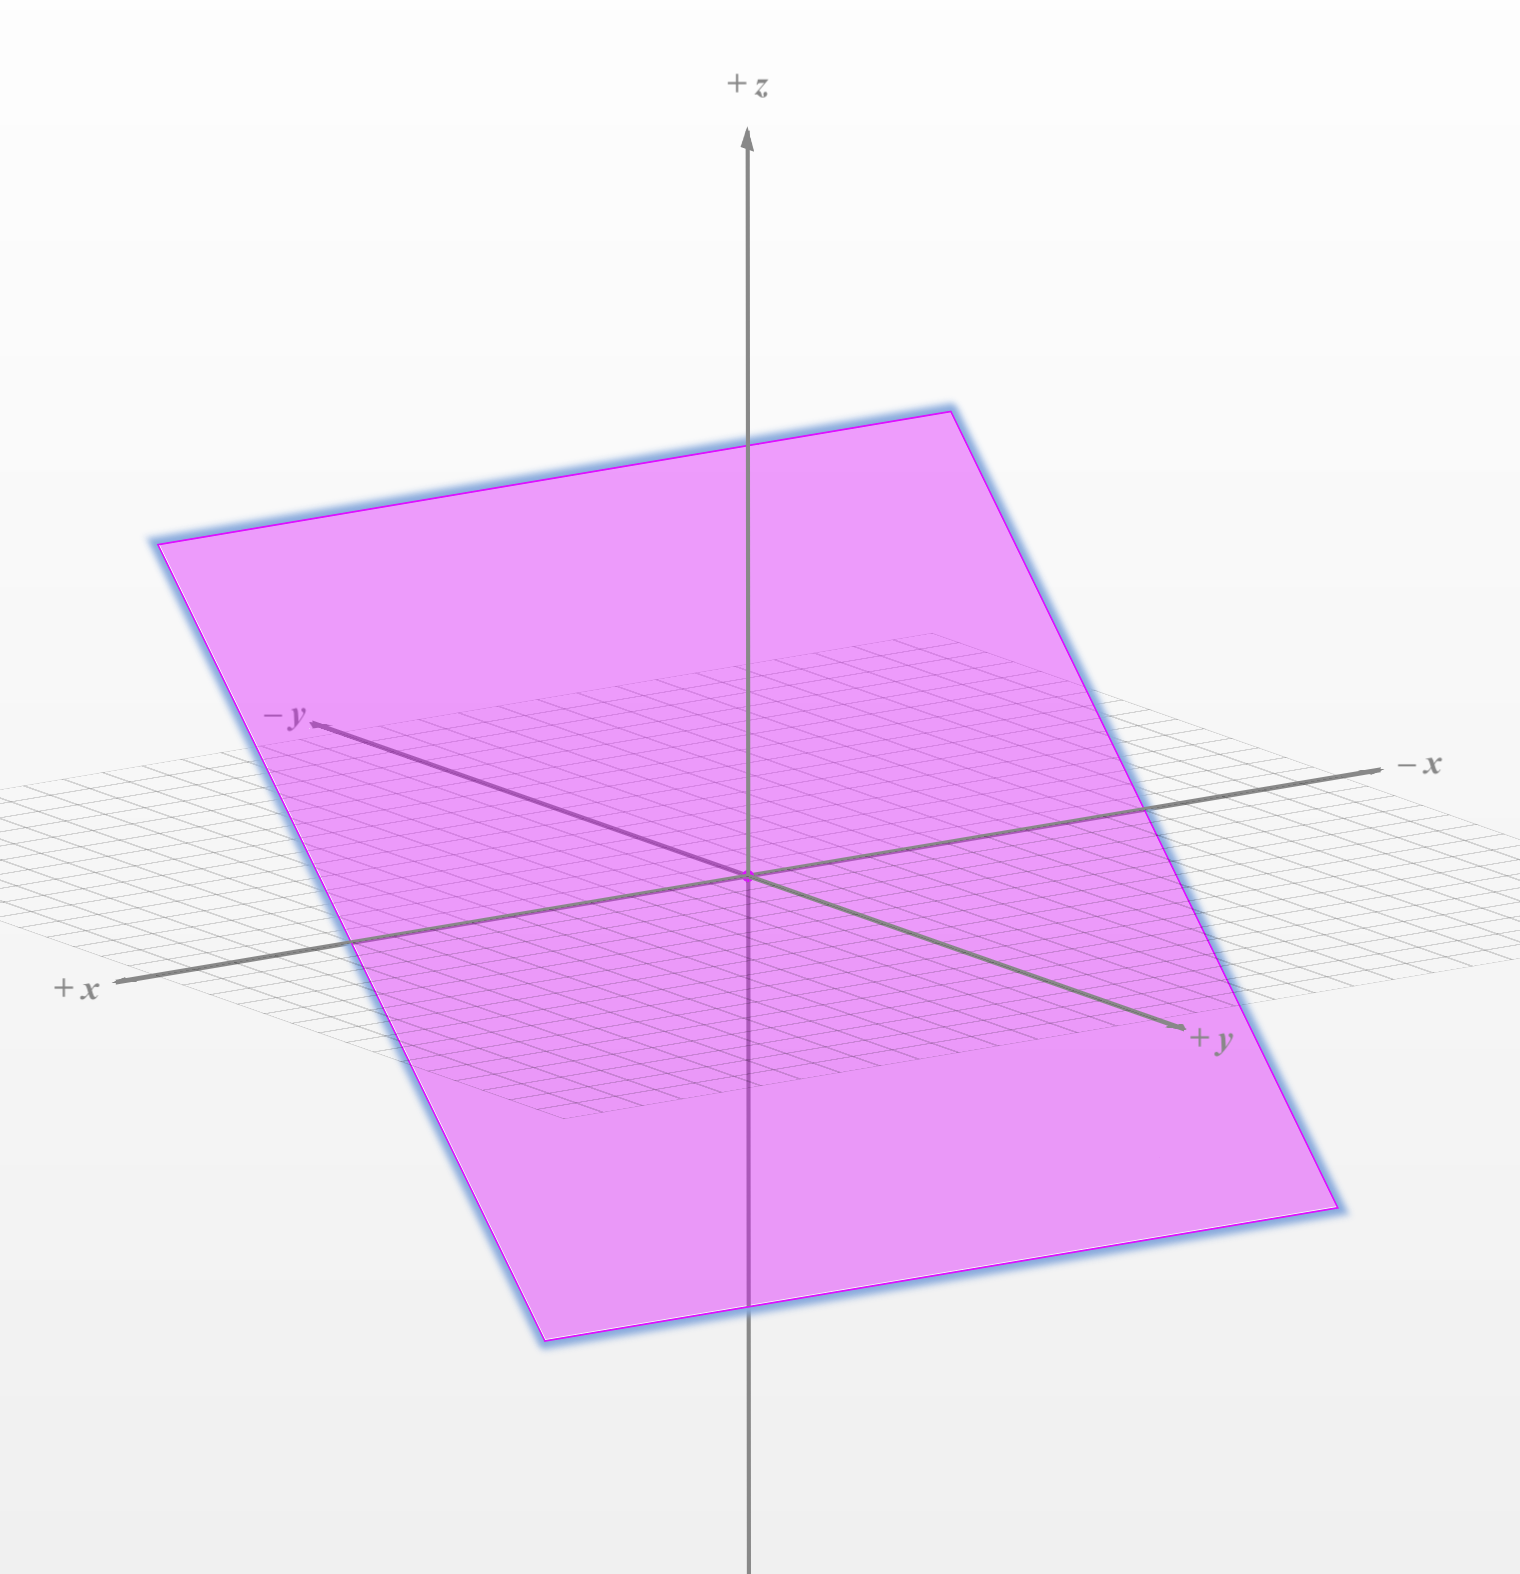 + z
− y
− x
+ x
+ y